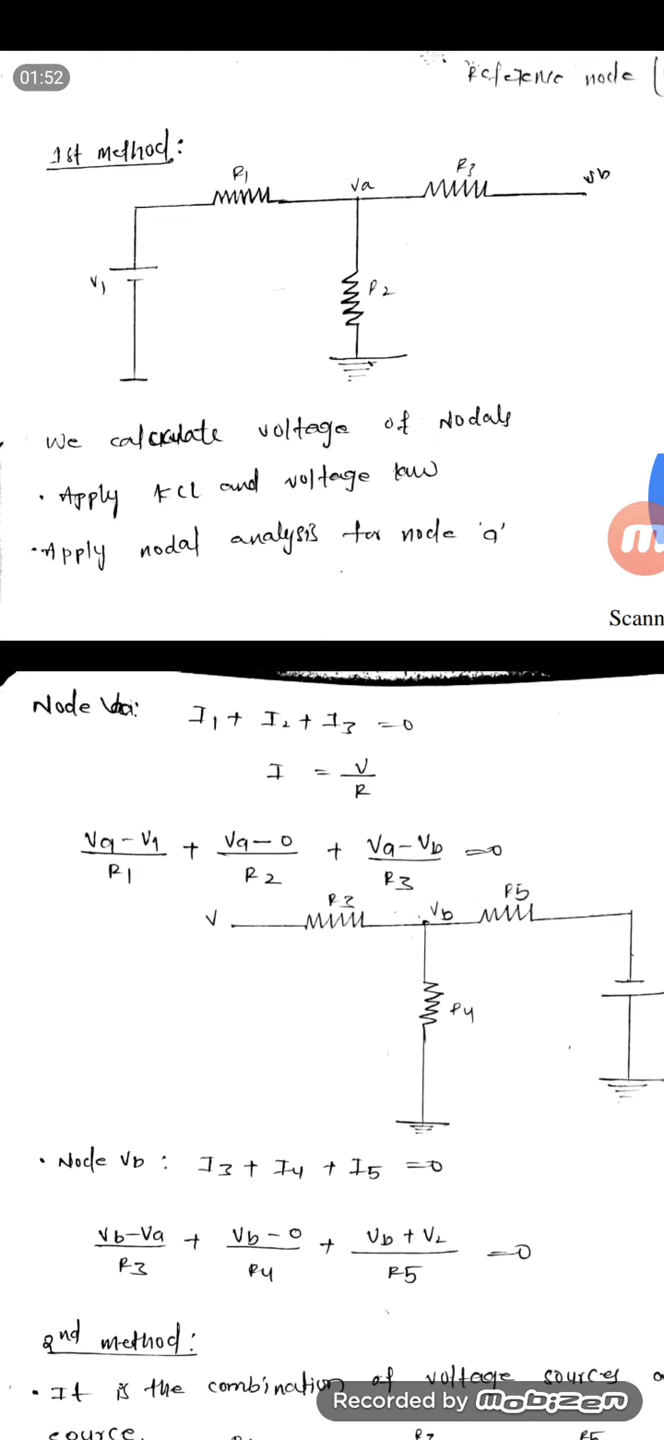 01:52
Reference node (
1st method:
R1
Va
R3
Vb
V1
R2
We calculate voltage of Nodals
• Apply KCL and voltage law
• Apply nodal analysis for node 'a'
m
Scann
Node Va: I1 + I2 + I3 = 0
I = V/R
Va - V1/R1 + Va - 0/R2 + Va - Vb/R3 = 0
V
R3
Vb
R5
R4
• Node Vb : I3 + I4 + I5 = 0
Vb - Va/R3 + Vb - 0/R4 + Vb + V2/R5 = 0
2nd method:
• It is the combination of voltage sources
source.
Recorded by mobizen
R5